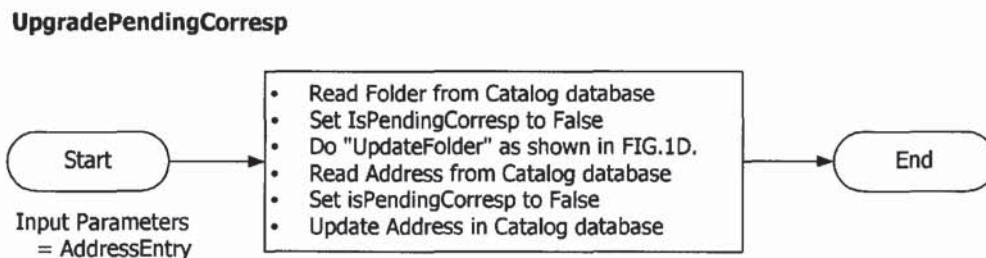 UpgradePendingCorresp
• Read Folder from Catalog database
• Set IsPendingCorresp to False
• Do "UpdateFolder" as shown in FIG.1D.
• Read Address from Catalog database
• Set isPendingCorresp to False
• Update Address in Catalog database
Start
End
Input Parameters
= AddressEntry